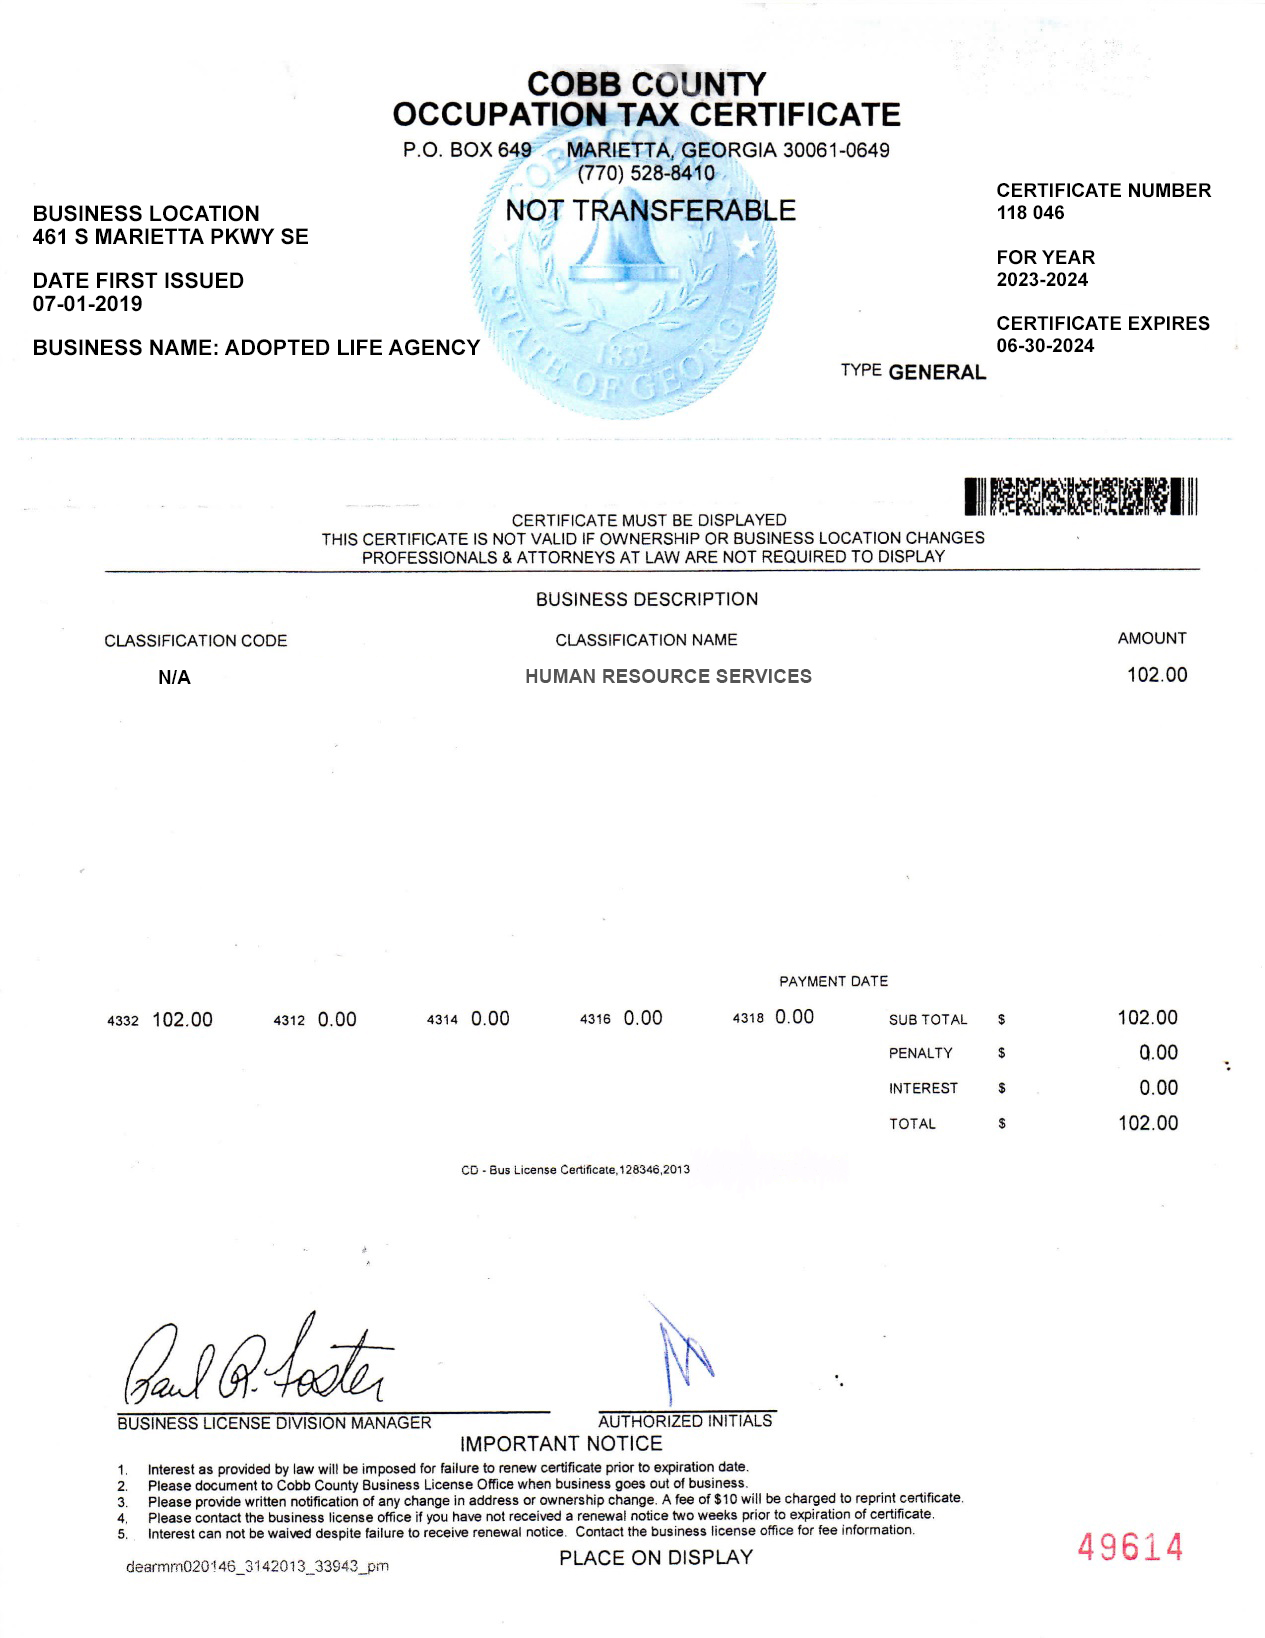 COBB COUNTY
OCCUPATION TAX CERTIFICATE
P.O. BOX 649 MARIETTA, GEORGIA 30061-0649
(770) 528-8410
NOT TRANSFERABLE
COBB COUNTY
STATE OF GEORGIA
1832
BUSINESS LOCATION
461 S MARIETTA PKWY SE
DATE FIRST ISSUED
07-01-2019
BUSINESS NAME: ADOPTED LIFE AGENCY
CERTIFICATE NUMBER
118 046
FOR YEAR
2023-2024
CERTIFICATE EXPIRES
06-30-2024
TYPE GENERAL
CERTIFICATE MUST BE DISPLAYED
THIS CERTIFICATE IS NOT VALID IF OWNERSHIP OR BUSINESS LOCATION CHANGES
PROFESSIONALS & ATTORNEYS AT LAW ARE NOT REQUIRED TO DISPLAY
BUSINESS DESCRIPTION
CLASSIFICATION CODE CLASSIFICATION NAME AMOUNT
N/A HUMAN RESOURCE SERVICES 102.00
PAYMENT DATE
4332 102.00 4312 0.00 4314 0.00 4316 0.00 4318 0.00 SUB TOTAL $ 102.00
PENALTY $ 0.00
INTEREST $ 0.00
TOTAL $ 102.00
CD - Bus License Certificate,128346,2013
Paul R. Foster
BUSINESS LICENSE DIVISION MANAGER AUTHORIZED INITIALS
IMPORTANT NOTICE
1. Interest as provided by law will be imposed for failure to renew certificate prior to expiration date.
2. Please document to Cobb County Business License Office when business goes out of business.
3. Please provide written notification of any change in address or ownership change. A fee of $10 will be charged to reprint certificate.
4. Please contact the business license office if you have not received a renewal notice two weeks prior to expiration of certificate.
5. Interest can not be waived despite failure to receive renewal notice. Contact the business license office for fee information.
PLACE ON DISPLAY
dearmm020146_3142013_33943_pm
49614